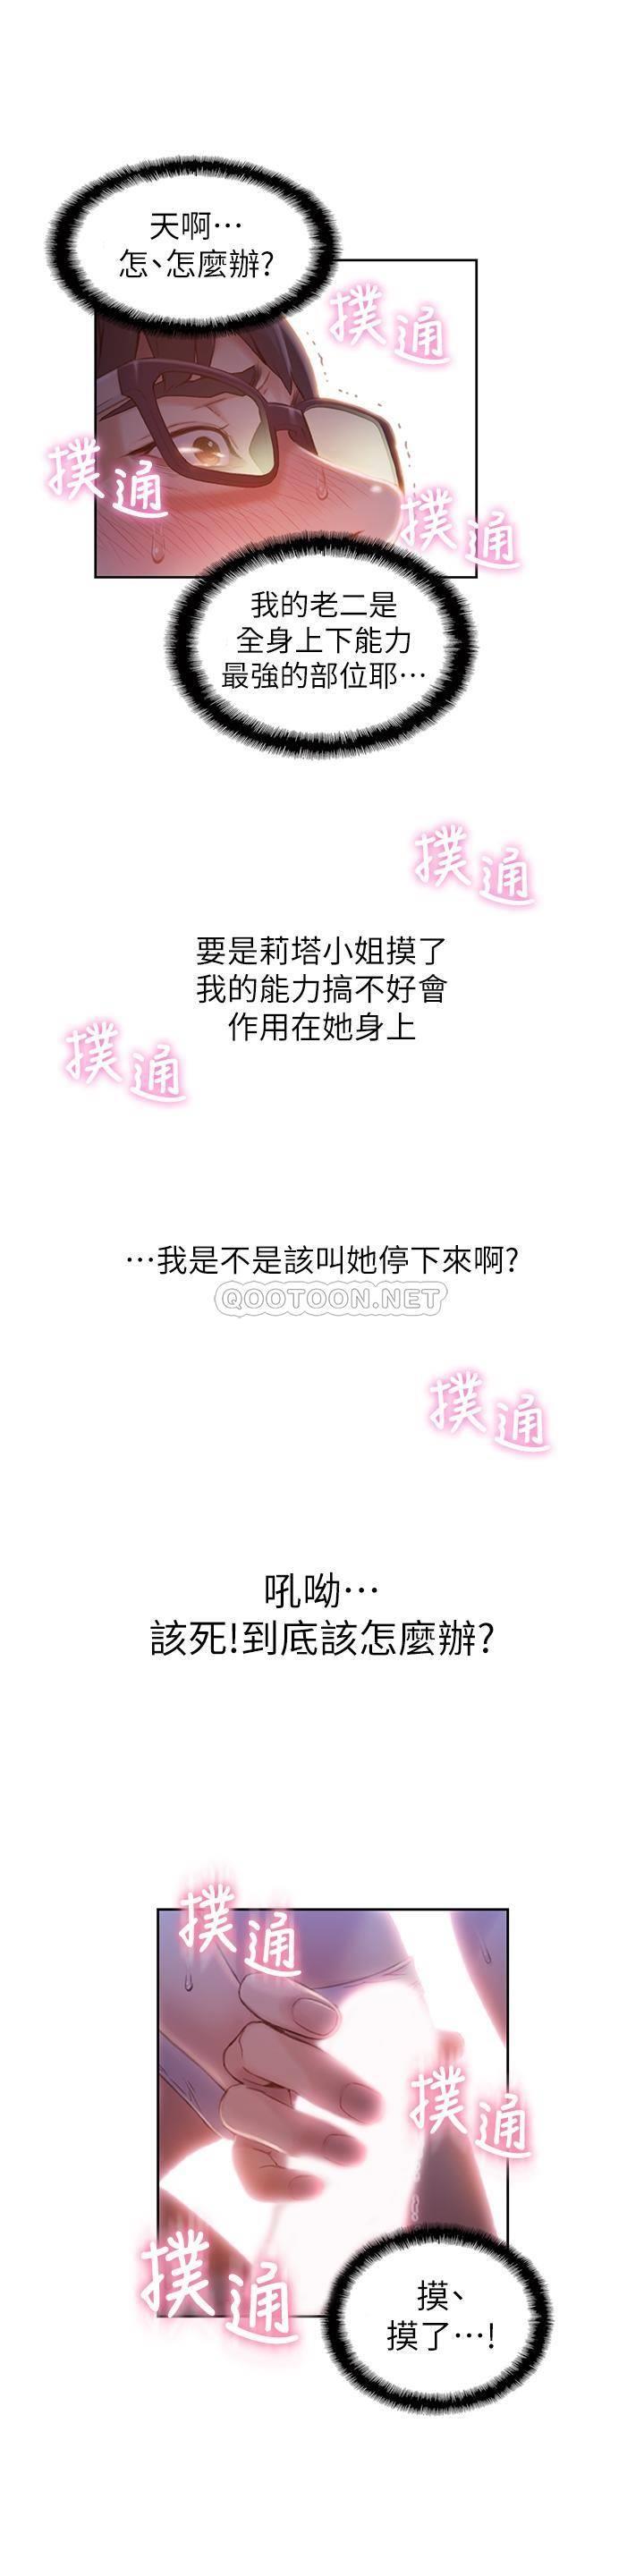 天啊⋯
怎、怎麼辦?
撲通
撲通
撲通
我的老二是
全身上下能力
最強的部位耶⋯
撲通
要是莉塔小姐摸了
我的能力搞不好會
作用在她身上
撲通
⋯我是不是該叫她停下來啊?
QOOTOON.NET
撲通
吼呦⋯
該死!到底該怎麼辦?
撲通
撲通
撲通
摸、
摸了⋯!